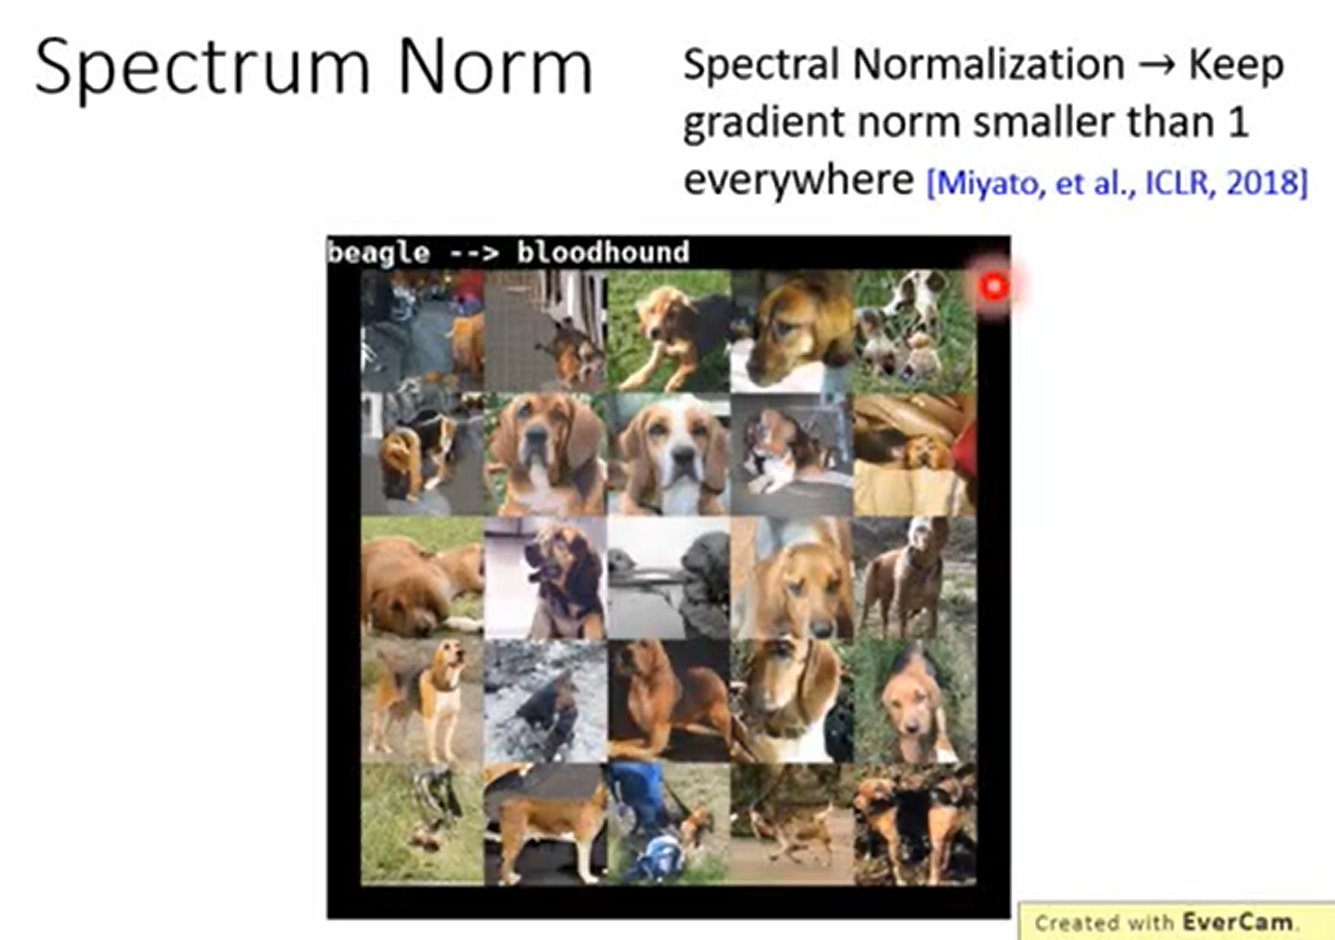 Spectrum Norm
Spectral Normalization → Keep
gradient norm smaller than 1
everywhere [Miyato, et al., ICLR, 2018]
beagle --> bloodhound
Created with EverCam.